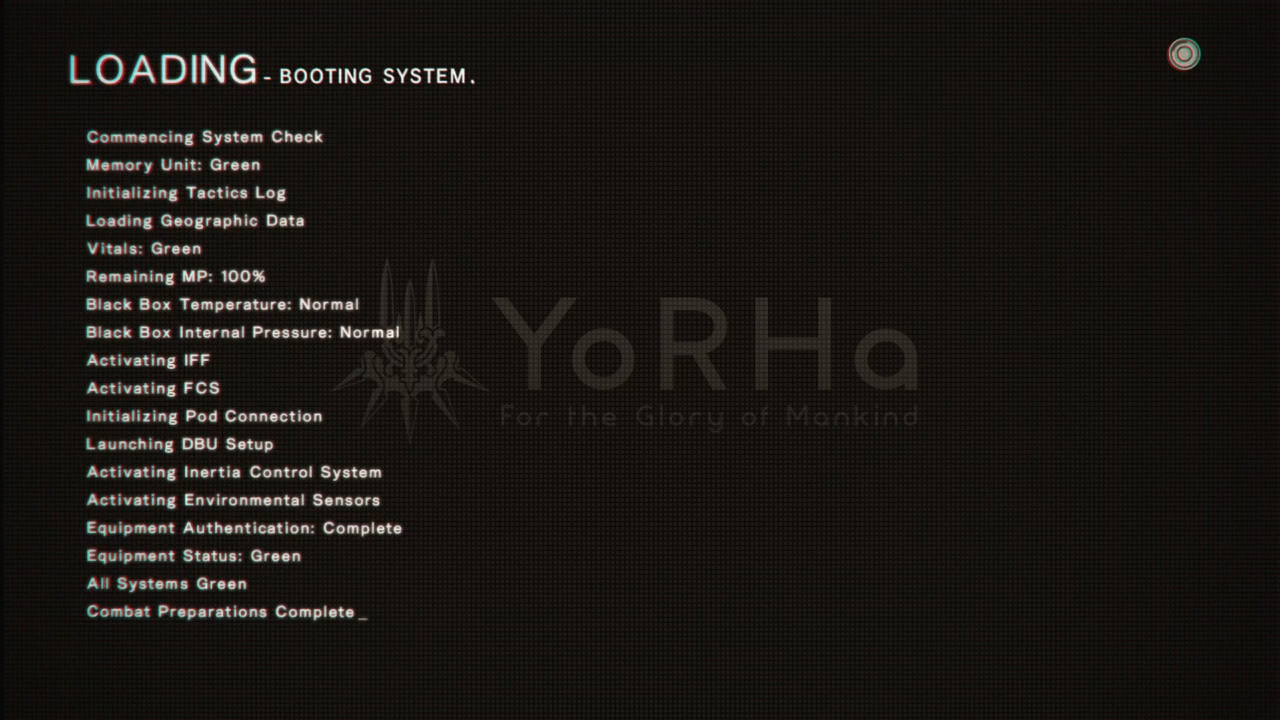 LOADING - BOOTING SYSTEM.
Commencing System Check
Memory Unit: Green
Initializing Tactics Log
Loading Geographic Data
Vitals: Green
Remaining MP: 100%
Black Box Temperature: Normal
Black Box Internal Pressure: Normal
Activating IFF
Activating FCS
Initializing Pod Connection
Launching DBU Setup
Activating Inertia Control System
Activating Environmental Sensors
Equipment Authentication: Complete
Equipment Status: Green
All Systems Green
Combat Preparations Complete_
YoRHa
For the Glory of Mankind